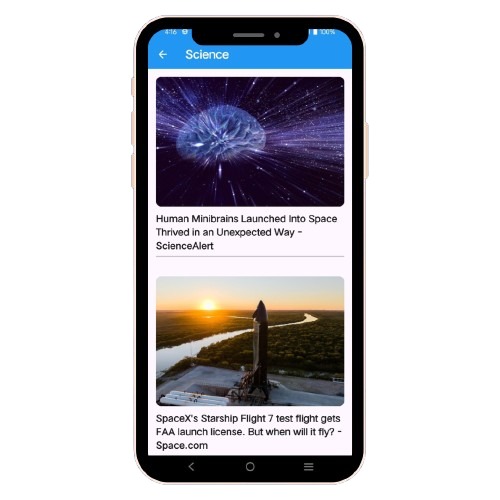 4:16
100%
Science
Human Minibrains Launched Into Space
Thrived in an Unexpected Way -
ScienceAlert
SpaceX's Starship Flight 7 test flight gets
FAA launch license. But when will it fly? -
Space.com